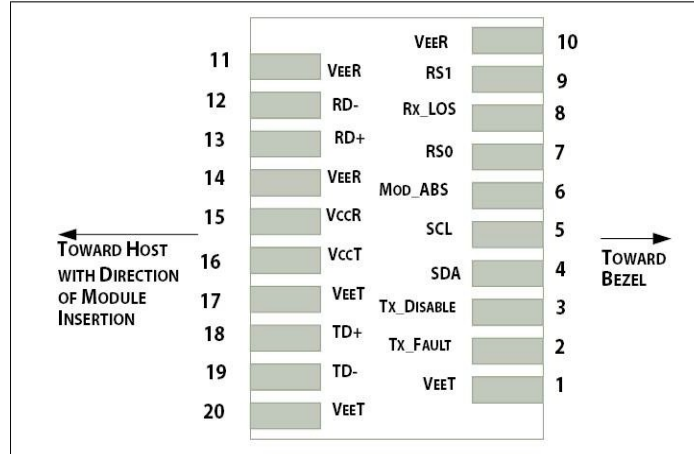 11 VEER
12 RD-
13 RD+
14 VEER
15 VCCR
16 VCCT
17 VEET
18 TD+
19 TD-
20 VEET
VEER 10
RS1 9
RX_LOS 8
RS0 7
MOD_ABS 6
SCL 5
SDA 4
TX_DISABLE 3
TX_FAULT 2
VEET 1
TOWARD HOST
WITH DIRECTION
OF MODULE
INSERTION
TOWARD
BEZEL